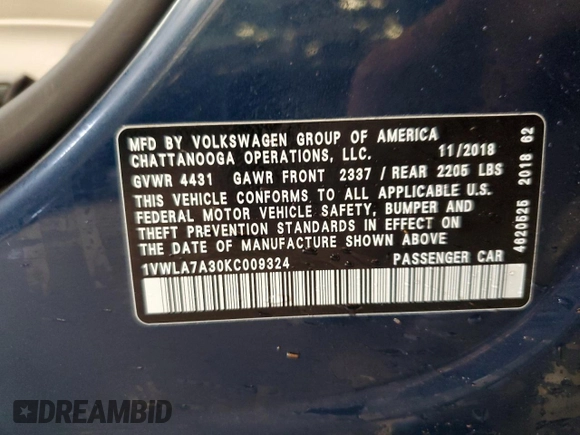 MFD BY VOLKSWAGEN GROUP OF AMERICA
CHATTANOOGA OPERATIONS, LLC. 11/2018
GVWR 4431 GAWR FRONT 2337 / REAR 2205 LBS
THIS VEHICLE CONFORMS TO ALL APPLICABLE U.S.
FEDERAL MOTOR VEHICLE SAFETY, BUMPER AND
THEFT PREVENTION STANDARDS IN EFFECT ON
THE DATE OF MANUFACTURE SHOWN ABOVE
1VWLA7A30KC009324 PASSENGER CAR
4620525 2018 62
DREAMBID